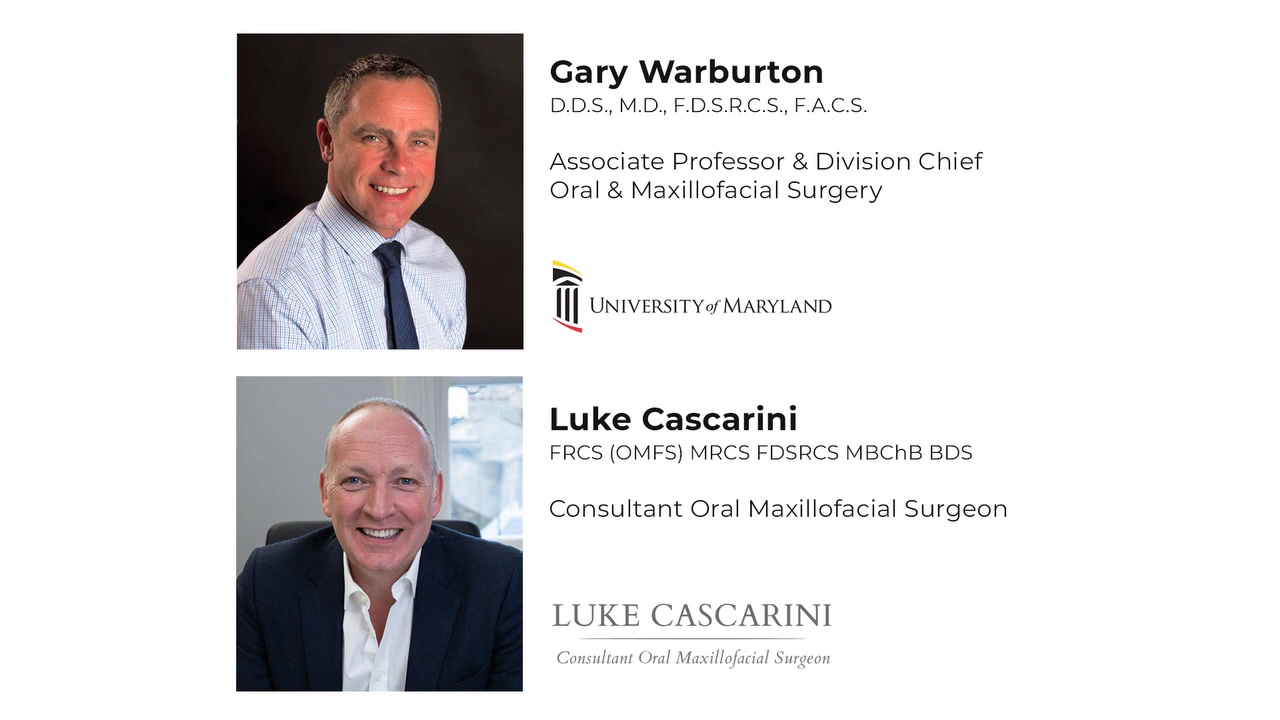 Gary Warburton
D.D.S., M.D., F.D.S.R.C.S., F.A.C.S.
Associate Professor & Division Chief
Oral & Maxillofacial Surgery
UNIVERSITY of MARYLAND
Luke Cascarini
FRCS (OMFS) MRCS FDSRCS MBChB BDS
Consultant Oral Maxillofacial Surgeon
LUKE CASCARINI
Consultant Oral Maxillofacial Surgeon